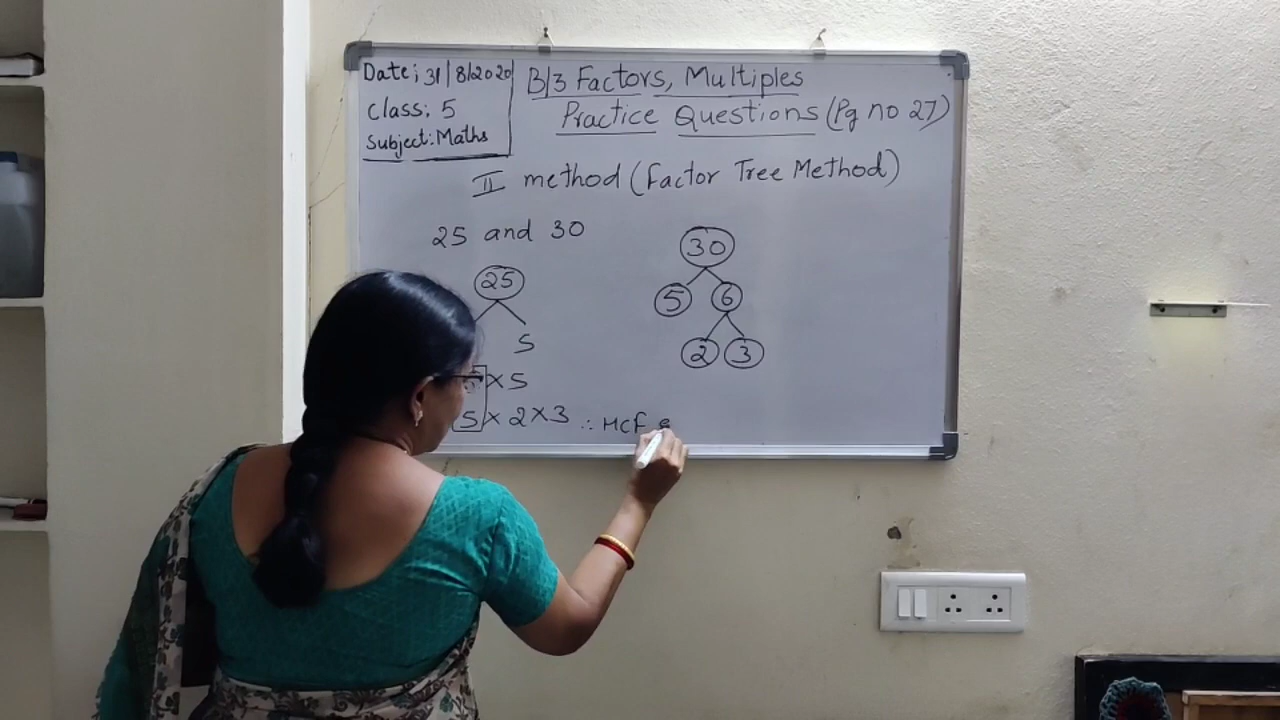 Date; 31/8/2020
Class: 5
Subject: Maths
B/3 Factors, Multiples
Practice Questions (Pg no 27)
II method (Factor Tree Method)
25 and 30
25
5
30
5 6
2 3
× 5
5 × 2 × 3 ∴ HCF